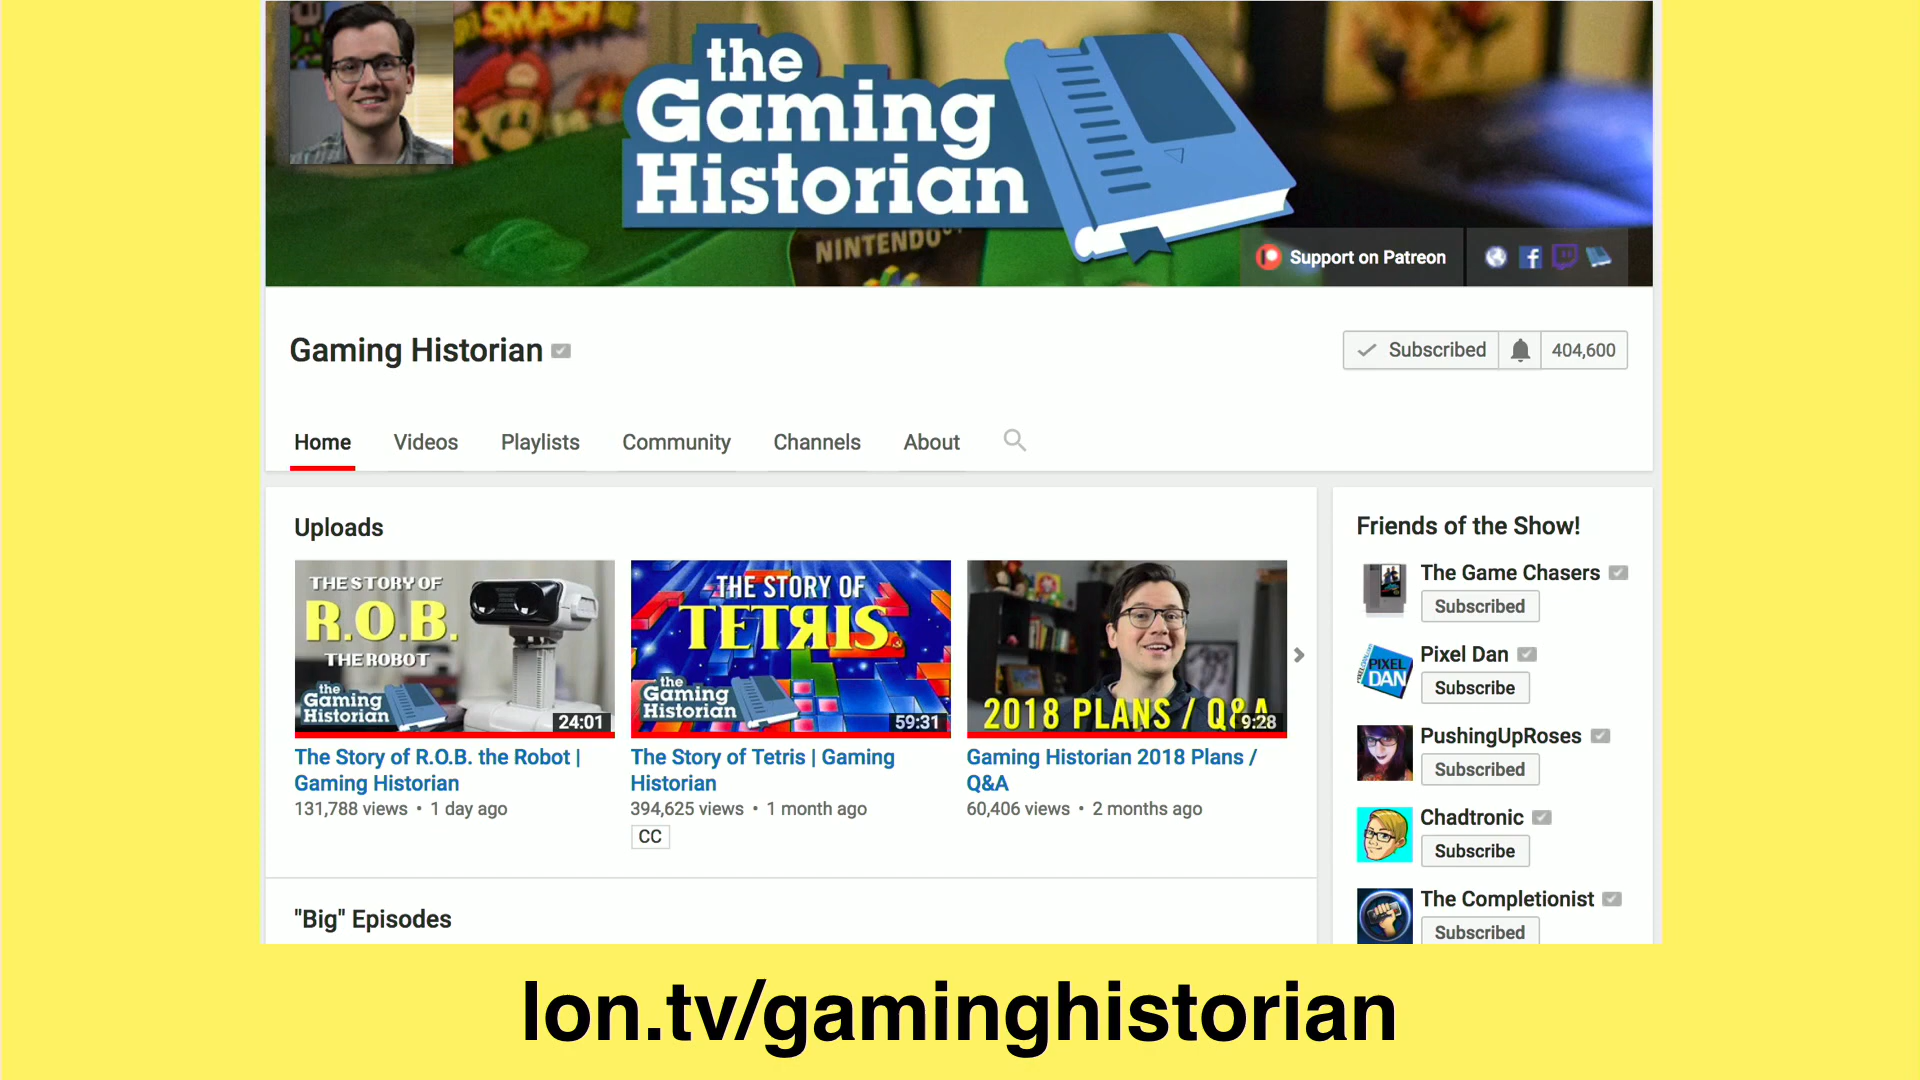 SMASH
the
Gaming
Historian
NINTENDO
Support on Patreon
Gaming Historian
Subscribed
404,600
Home
Videos
Playlists
Community
Channels
About
Uploads
THE STORY OF
R.O.B.
THE ROBOT
the
Gaming
Historian
24:01
The Story of R.O.B. the Robot |
Gaming Historian
131,788 views • 1 day ago
THE STORY OF
TETRIS
the
Gaming
Historian
59:31
The Story of Tetris | Gaming
Historian
394,625 views • 1 month ago
CC
2018 PLANS / Q&A
9:28
Gaming Historian 2018 Plans /
Q&A
60,406 views • 2 months ago
"Big" Episodes
Friends of the Show!
The Game Chasers
Subscribed
PIXEL
DAN
Pixel Dan
Subscribe
PushingUpRoses
Subscribed
Chadtronic
Subscribe
The Completionist
Subscribed
lon.tv/gaminghistorian